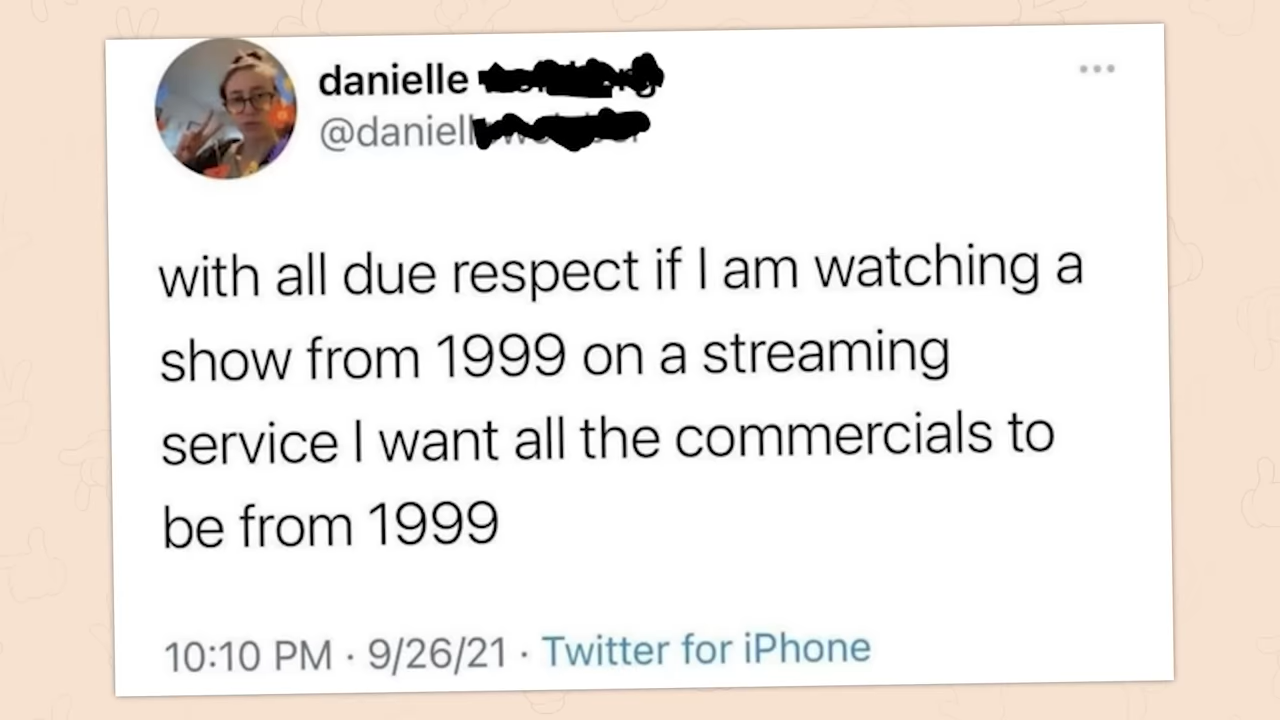 danielle
@daniell
with all due respect if I am watching a
show from 1999 on a streaming
service I want all the commercials to
be from 1999
10:10 PM · 9/26/21 · Twitter for iPhone